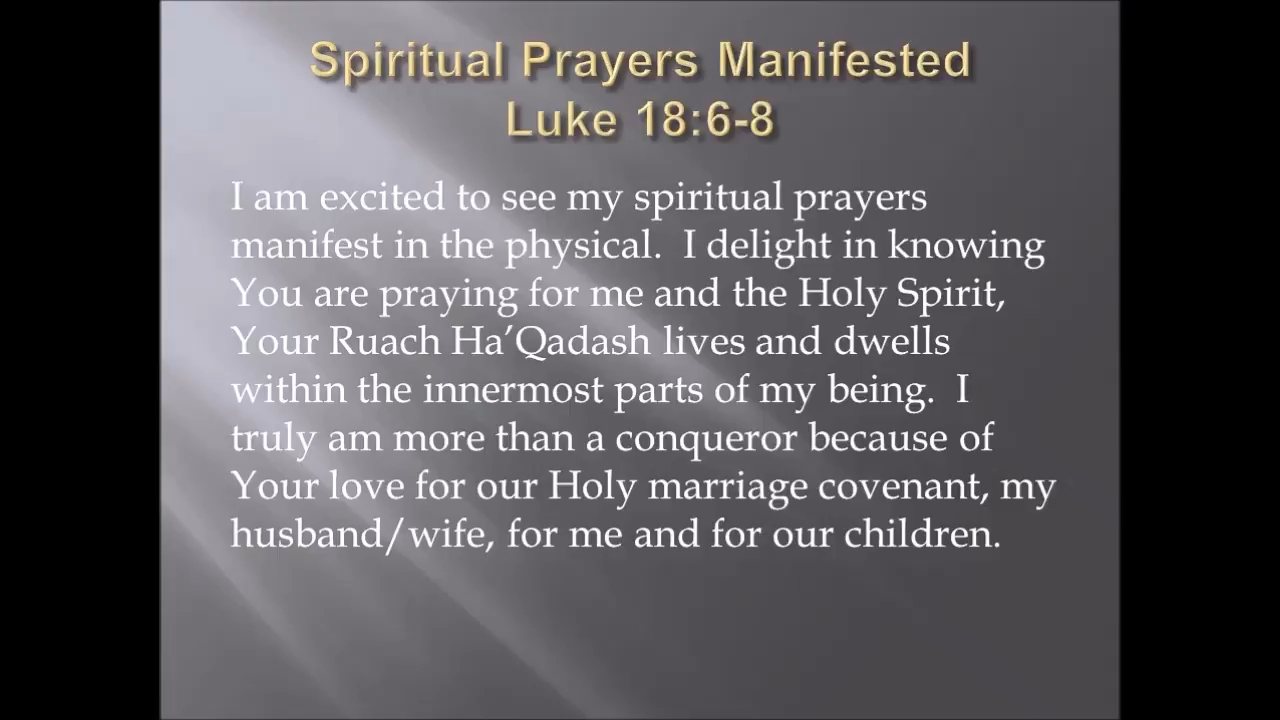 Spiritual Prayers Manifested
Luke 18:6-8
I am excited to see my spiritual prayers
manifest in the physical.  I delight in knowing
You are praying for me and the Holy Spirit,
Your Ruach Ha’Qadash lives and dwells
within the innermost parts of my being.  I
truly am more than a conqueror because of
Your love for our Holy marriage covenant, my
husband/wife, for me and for our children.